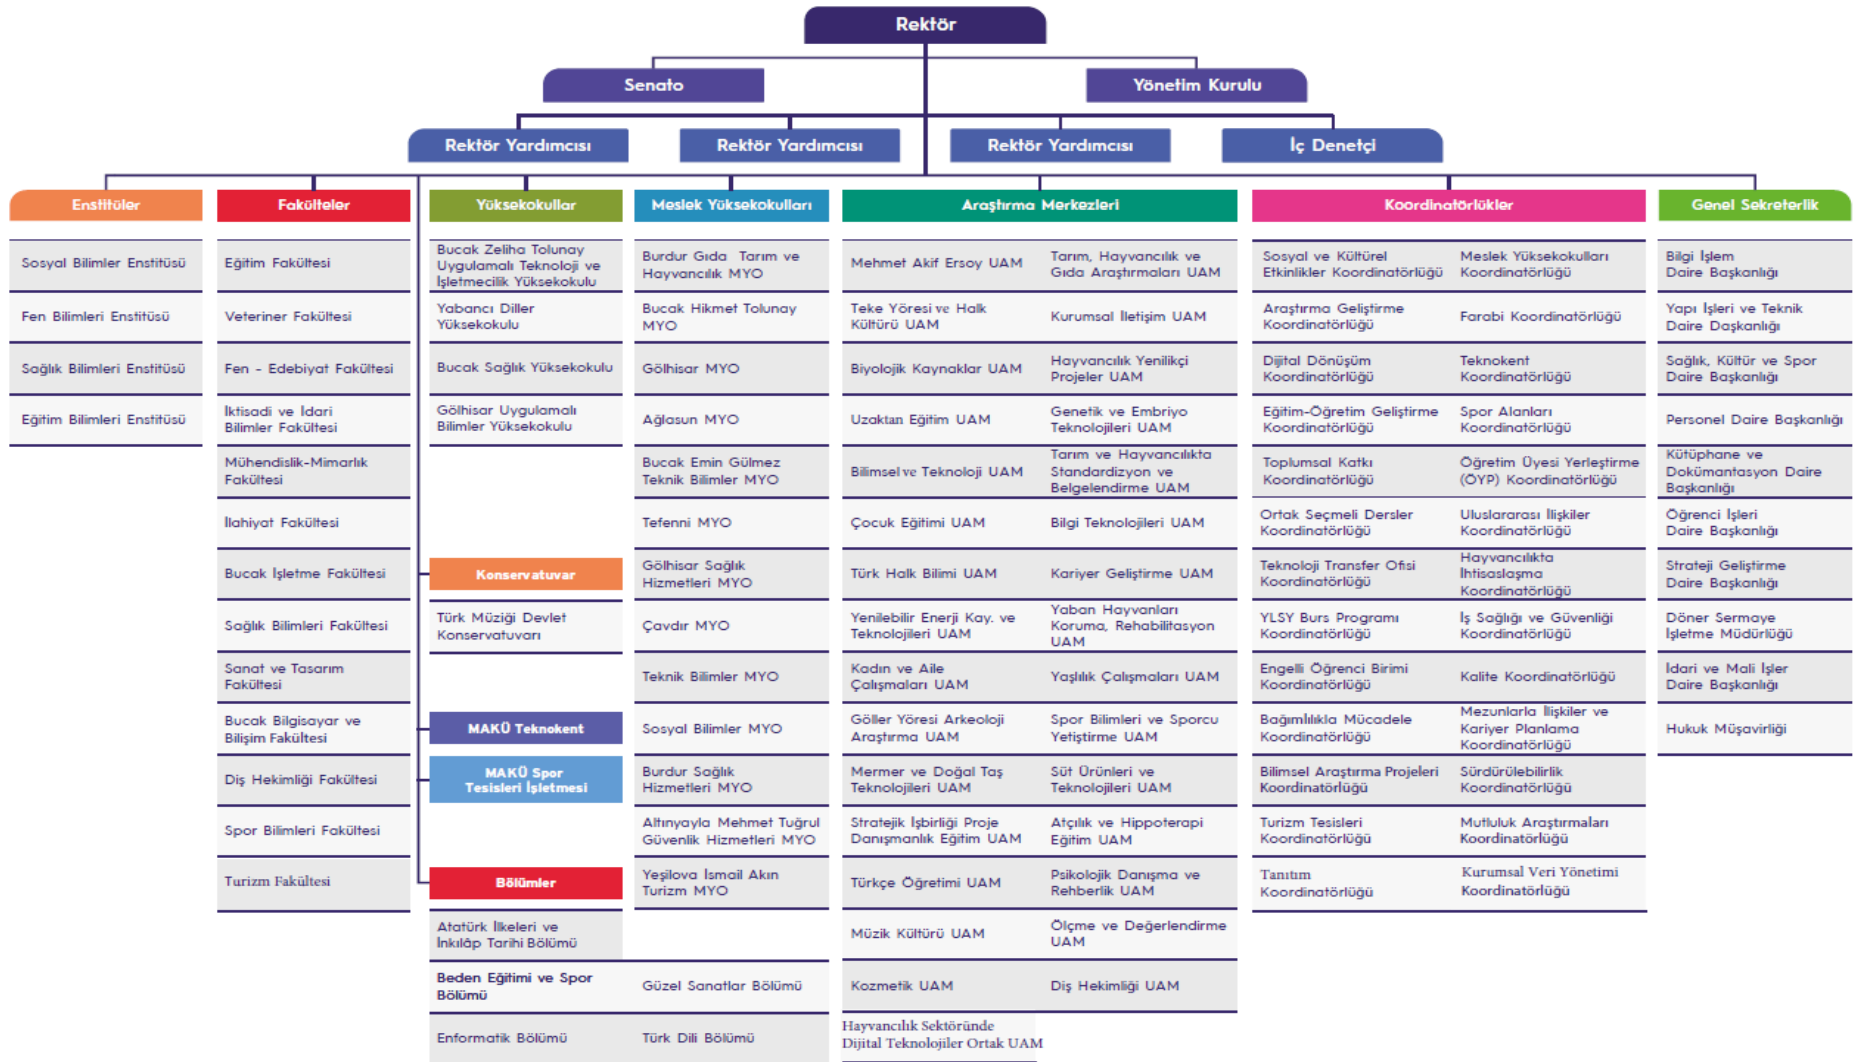 Rektör
Senato
Yönetim Kurulu
Rektör Yardımcısı
Rektör Yardımcısı
Rektör Yardımcısı
İç Denetçi
Enstitüler
Sosyal Bilimler Enstitüsü
Fen Bilimleri Enstitüsü
Sağlık Bilimleri Enstitüsü
Eğitim Bilimleri Enstitüsü
Fakülteler
Eğitim Fakültesi
Veteriner Fakültesi
Fen - Edebiyat Fakültesi
İktisadi ve İdari
Bilimler Fakültesi
Mühendislik-Mimarlık
Fakültesi
İlahiyat Fakültesi
Bucak İşletme Fakültesi
Sağlık Bilimleri Fakültesi
Sanat ve Tasarım
Fakültesi
Bucak Bilgisayar ve
Bilişim Fakültesi
Diş Hekimliği Fakültesi
Spor Bilimleri Fakültesi
Turizm Fakültesi
Yüksekokullar
Bucak Zeliha Tolunay
Uygulamalı Teknoloji ve
İşletmecilik Yüksekokulu
Yabancı Diller
Yüksekokulu
Bucak Sağlık Yüksekokulu
Gölhisar Uygulamalı
Bilimler Yüksekokulu
Konservatuvar
Türk Müziği Devlet
Konservatuvarı
MAKÜ Teknokent
MAKÜ Spor
Tesisleri İşletmesi
Bölümler
Atatürk İlkeleri ve
İnkılâp Tarihi Bölümü
Beden Eğitimi ve Spor
Bölümü
Güzel Sanatlar Bölümü
Enformatik Bölümü
Türk Dili Bölümü
Meslek Yüksekokulları
Burdur Gıda Tarım ve
Hayvancılık MYO
Bucak Hikmet Tolunay
MYO
Gölhisar MYO
Ağlasun MYO
Bucak Emin Gülmez
Teknik Bilimler MYO
Tefenni MYO
Gölhisar Sağlık
Hizmetleri MYO
Çavdır MYO
Teknik Bilimler MYO
Sosyal Bilimler MYO
Burdur Sağlık
Hizmetleri MYO
Altınyayla Mehmet Tuğrul
Güvenlik Hizmetleri MYO
Yeşilova İsmail Akın
Turizm MYO
Araştırma Merkezleri
Mehmet Akif Ersoy UAM
Tarım, Hayvancılık ve
Gıda Araştırmaları UAM
Teke Yöresi ve Halk
Kültürü UAM
Kurumsal İletişim UAM
Biyolojik Kaynaklar UAM
Hayvancılık Yenilikçi
Projeler UAM
Uzaktan Eğitim UAM
Genetik ve Embriyo
Teknolojileri UAM
Bilimsel ve Teknoloji UAM
Tarım ve Hayvancılıkta
Standardizyon ve
Belgelendirme UAM
Çocuk Eğitimi UAM
Bilgi Teknolojileri UAM
Türk Halk Bilimi UAM
Kariyer Geliştirme UAM
Yenilebilir Enerji Kay. ve
Teknolojileri UAM
Yaban Hayvanları
Koruma, Rehabilitasyon
UAM
Kadın ve Aile
Çalışmaları UAM
Yaşlılık Çalışmaları UAM
Göller Yöresi Arkeoloji
Araştırma UAM
Spor Bilimleri ve Sporcu
Yetiştirme UAM
Mermer ve Doğal Taş
Teknolojileri UAM
Süt Ürünleri ve
Teknolojileri UAM
Stratejik İşbirliği Proje
Danışmanlık Eğitim UAM
Atçılık ve Hippoterapi
Eğitim UAM
Türkçe Öğretimi UAM
Psikolojik Danışma ve
Rehberlik UAM
Müzik Kültürü UAM
Ölçme ve Değerlendirme
UAM
Kozmetik UAM
Diş Hekimliği UAM
Hayvancılık Sektöründe
Dijital Teknolojiler Ortak UAM
Koordinatörlükler
Sosyal ve Kültürel
Etkinlikler Koordinatörlüğü
Meslek Yüksekokulları
Koordinatörlüğü
Araştırma Geliştirme
Koordinatörlüğü
Farabi Koordinatörlüğü
Dijital Dönüşüm
Koordinatörlüğü
Teknokent
Koordinatörlüğü
Eğitim-Öğretim Geliştirme
Koordinatörlüğü
Spor Alanları
Koordinatörlüğü
Toplumsal Katkı
Koordinatörlüğü
Öğretim Üyesi Yerleştirme
(ÖYP) Koordinatörlüğü
Ortak Seçmeli Dersler
Koordinatörlüğü
Uluslararası İlişkiler
Koordinatörlüğü
Teknoloji Transfer Ofisi
Koordinatörlüğü
Hayvancılıkta
İhtisaslaşma
Koordinatörlüğü
YLSY Burs Programı
Koordinatörlüğü
İş Sağlığı ve Güvenliği
Koordinatörlüğü
Engelli Öğrenci Birimi
Koordinatörlüğü
Kalite Koordinatörlüğü
Bağımlılıkla Mücadele
Koordinatörlüğü
Mezunlarla İlişkiler ve
Kariyer Planlama
Koordinatörlüğü
Bilimsel Araştırma Projeleri
Koordinatörlüğü
Sürdürülebilirlik
Koordinatörlüğü
Turizm Tesisleri
Koordinatörlüğü
Mutluluk Araştırmaları
Koordinatörlüğü
Tanıtım
Koordinatörlüğü
Kurumsal Veri Yönetimi
Koordinatörlüğü
Genel Sekreterlik
Bilgi İşlem
Daire Başkanlığı
Yapı İşleri ve Teknik
Daire Daşkanlığı
Sağlık, Kültür ve Spor
Daire Başkanlığı
Personel Daire Başkanlığı
Kütüphane ve
Dokümantasyon Daire
Başkanlığı
Öğrenci İşleri
Daire Başkanlığı
Strateji Geliştirme
Daire Başkanlığı
Döner Sermaye
İşletme Müdürlüğü
İdari ve Mali İşler
Daire Başkanlığı
Hukuk Müşavirliği